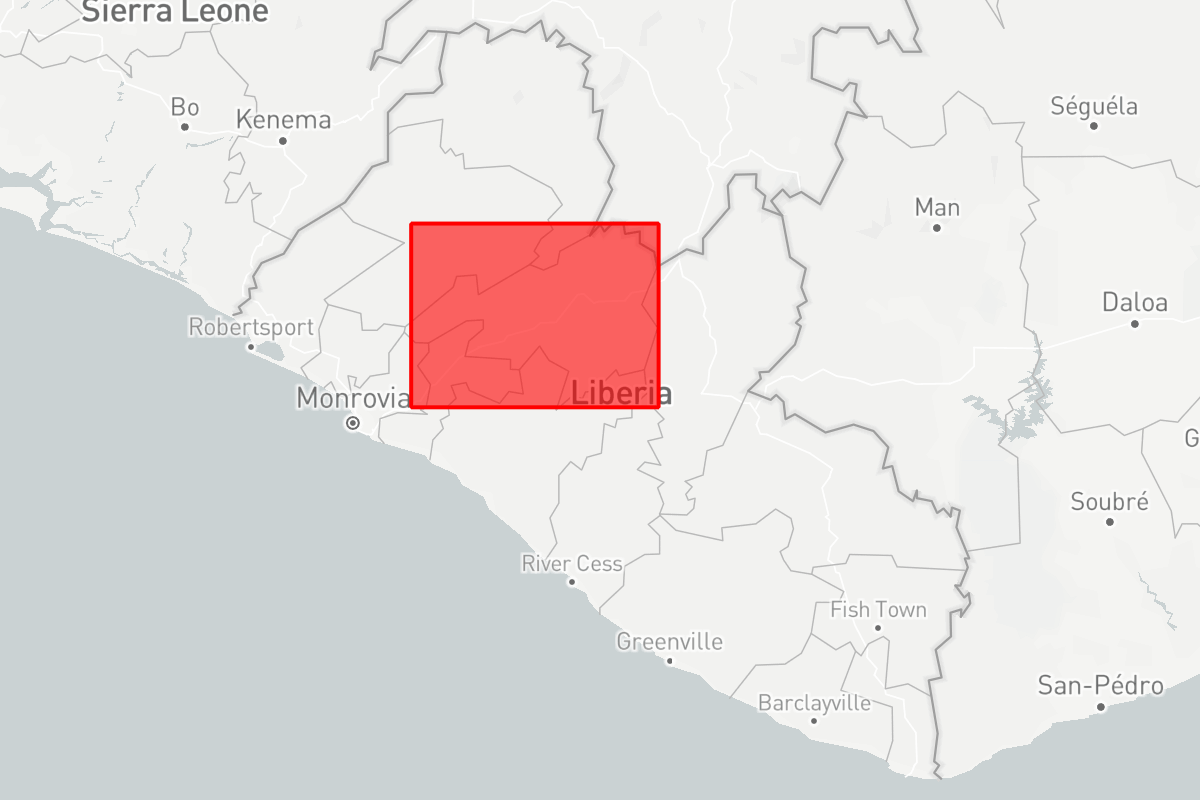 Sierra Leone
Bo
Kenema
Séguéla
Man
Daloa
Robertsport
Monrovia
Liberia
G
Soubré
River Cess
Fish Town
Greenville
San-Pédro
Barclayville